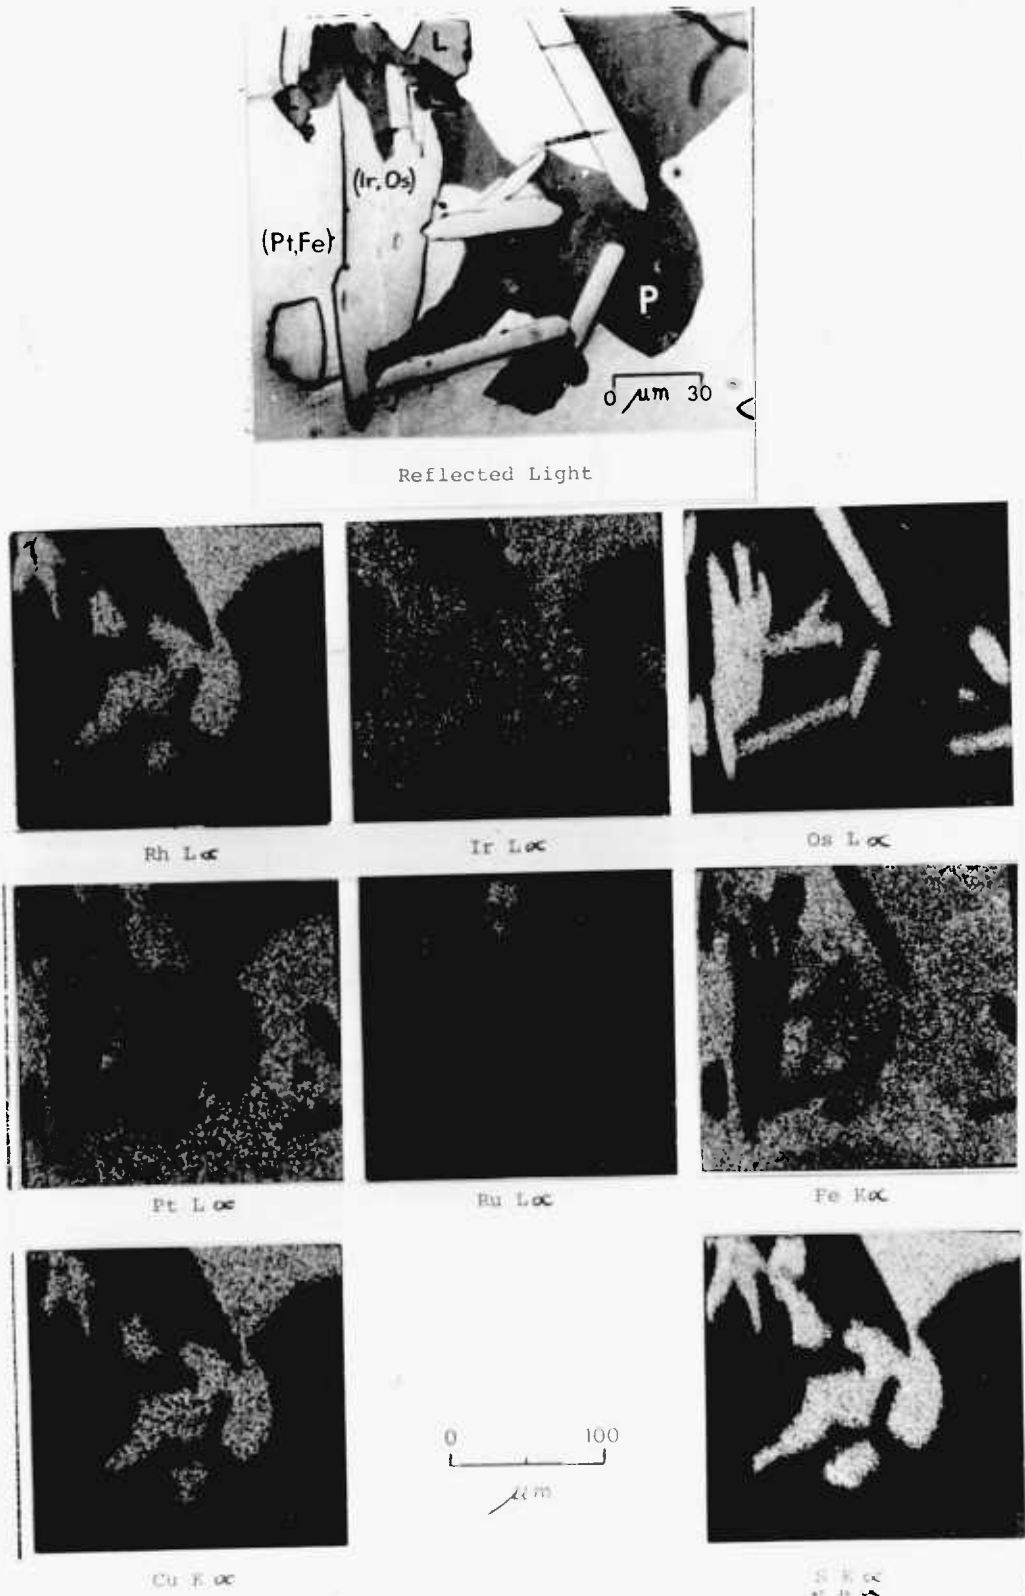 L
(Ir,Os)
(Pt,Fe)
P
0 µm 30
Reflected Light
Rh Lα
Ir Lα
Os Lα
Pt Lα
Ru Lα
Fe Kα
0 100
µm
Cu Kα
S Kα